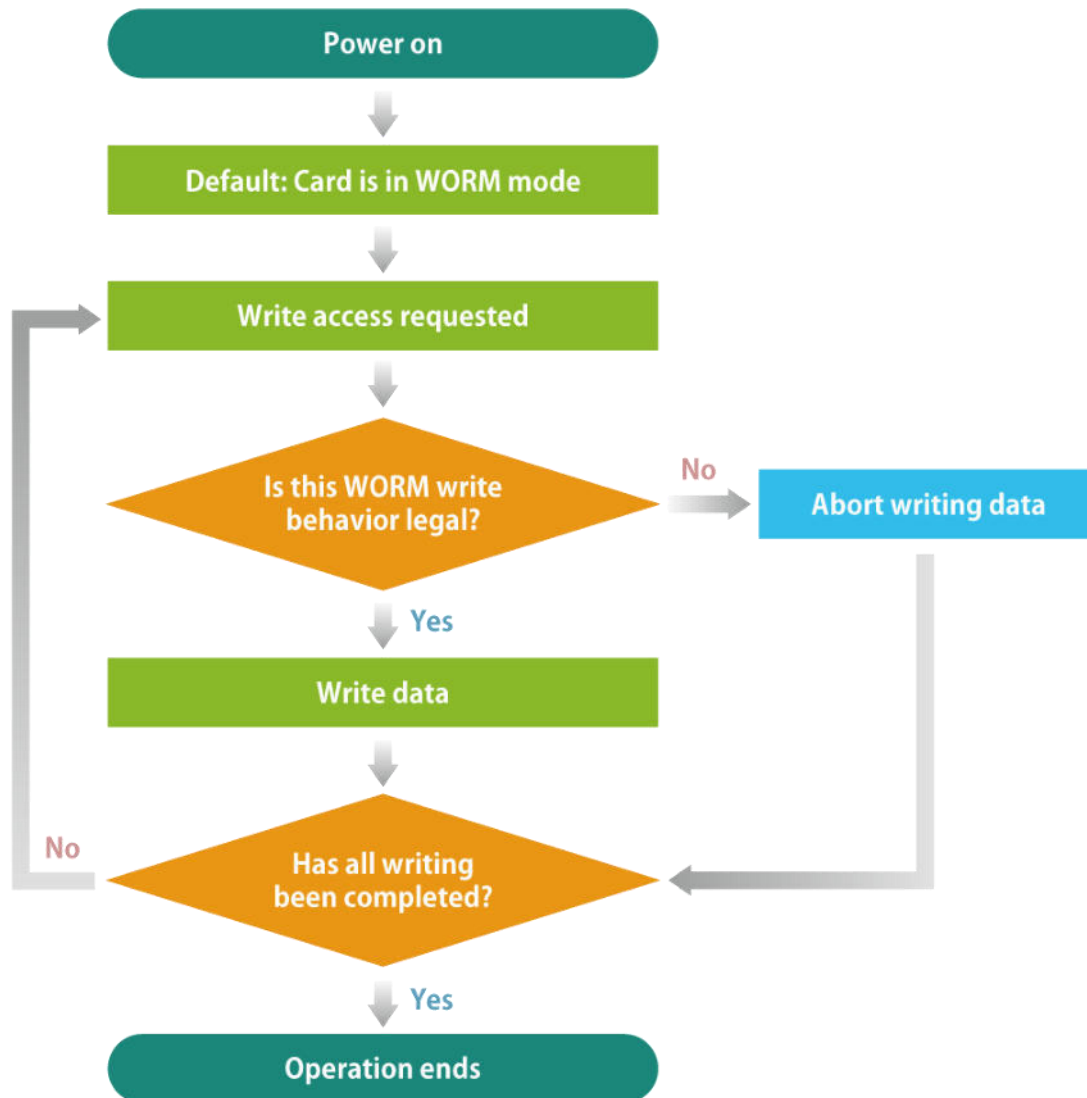 Power on
Default: Card is in WORM mode
Write access requested
Is this WORM write
behavior legal?
No
Abort writing data
Yes
Write data
No
Has all writing
been completed?
Yes
Operation ends